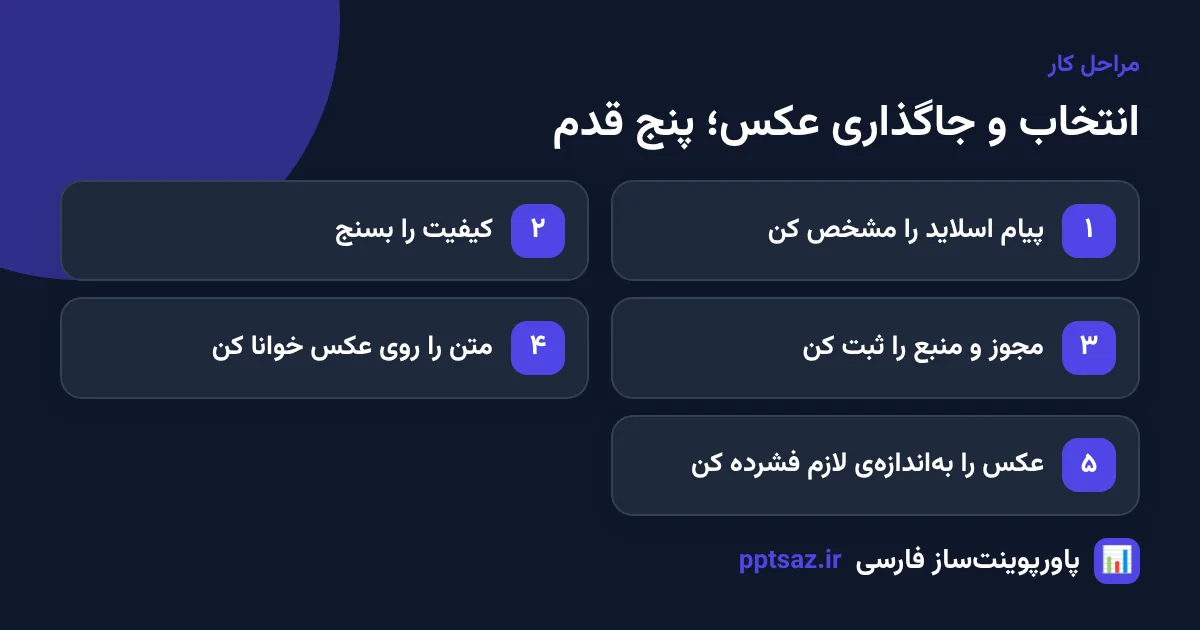 مراحل کار
انتخاب و جاگذاری عکس؛ پنج قدم
۱ پیام اسلاید را مشخص کن
۲ کیفیت را بسنج
۳ مجوز و منبع را ثبت کن
۴ متن را روی عکس خوانا کن
۵ عکس را به‌اندازه‌ی لازم فشرده کن
پاورپوینت‌ساز فارسی pptsaz.ir